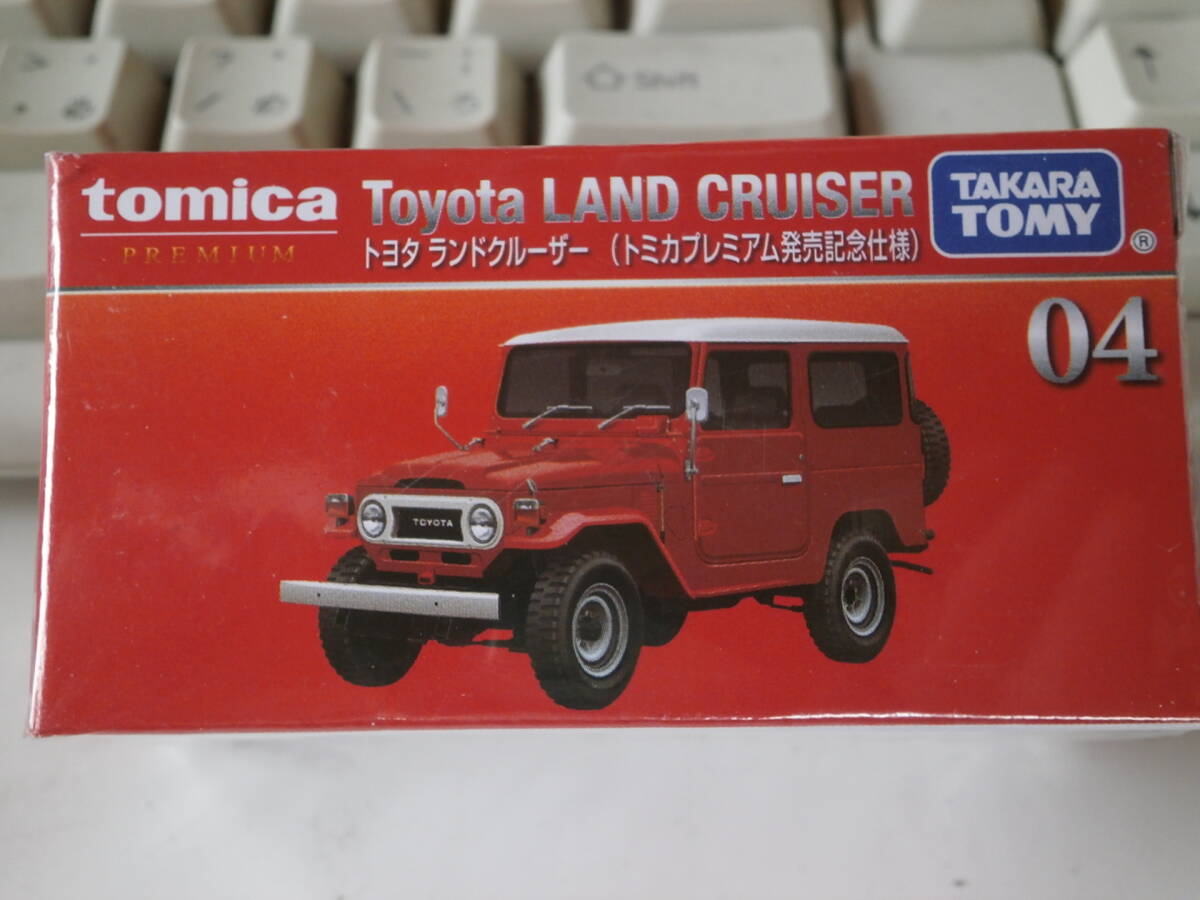 Shift
tomica
PREMIUM
Toyota LAND CRUISER
トヨタ ランドクルーザー （トミカプレミアム発売記念仕様）
TAKARA
TOMY
®
04
TOYOTA